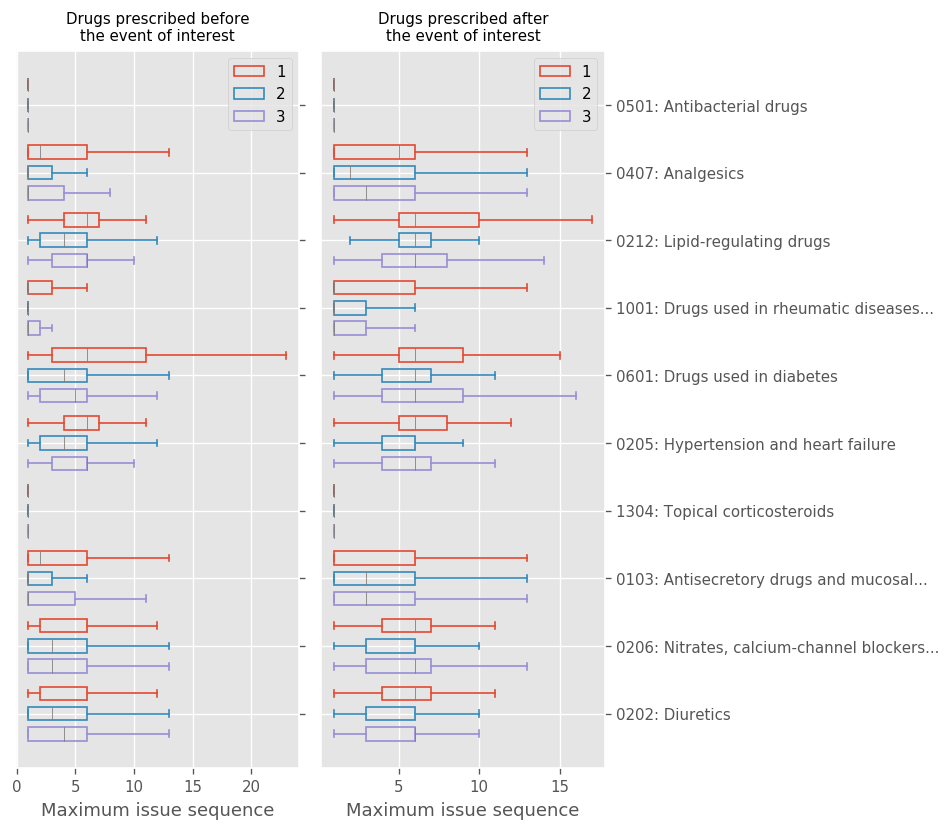 Drugs prescribed before
the event of interest
Drugs prescribed after
the event of interest
1
2
3
1
2
3
0501: Antibacterial drugs
0407: Analgesics
0212: Lipid-regulating drugs
1001: Drugs used in rheumatic diseases...
0601: Drugs used in diabetes
0205: Hypertension and heart failure
1304: Topical corticosteroids
0103: Antisecretory drugs and mucosal...
0206: Nitrates, calcium-channel blockers...
0202: Diuretics
0 5 10 15 20
5 10 15
Maximum issue sequence
Maximum issue sequence